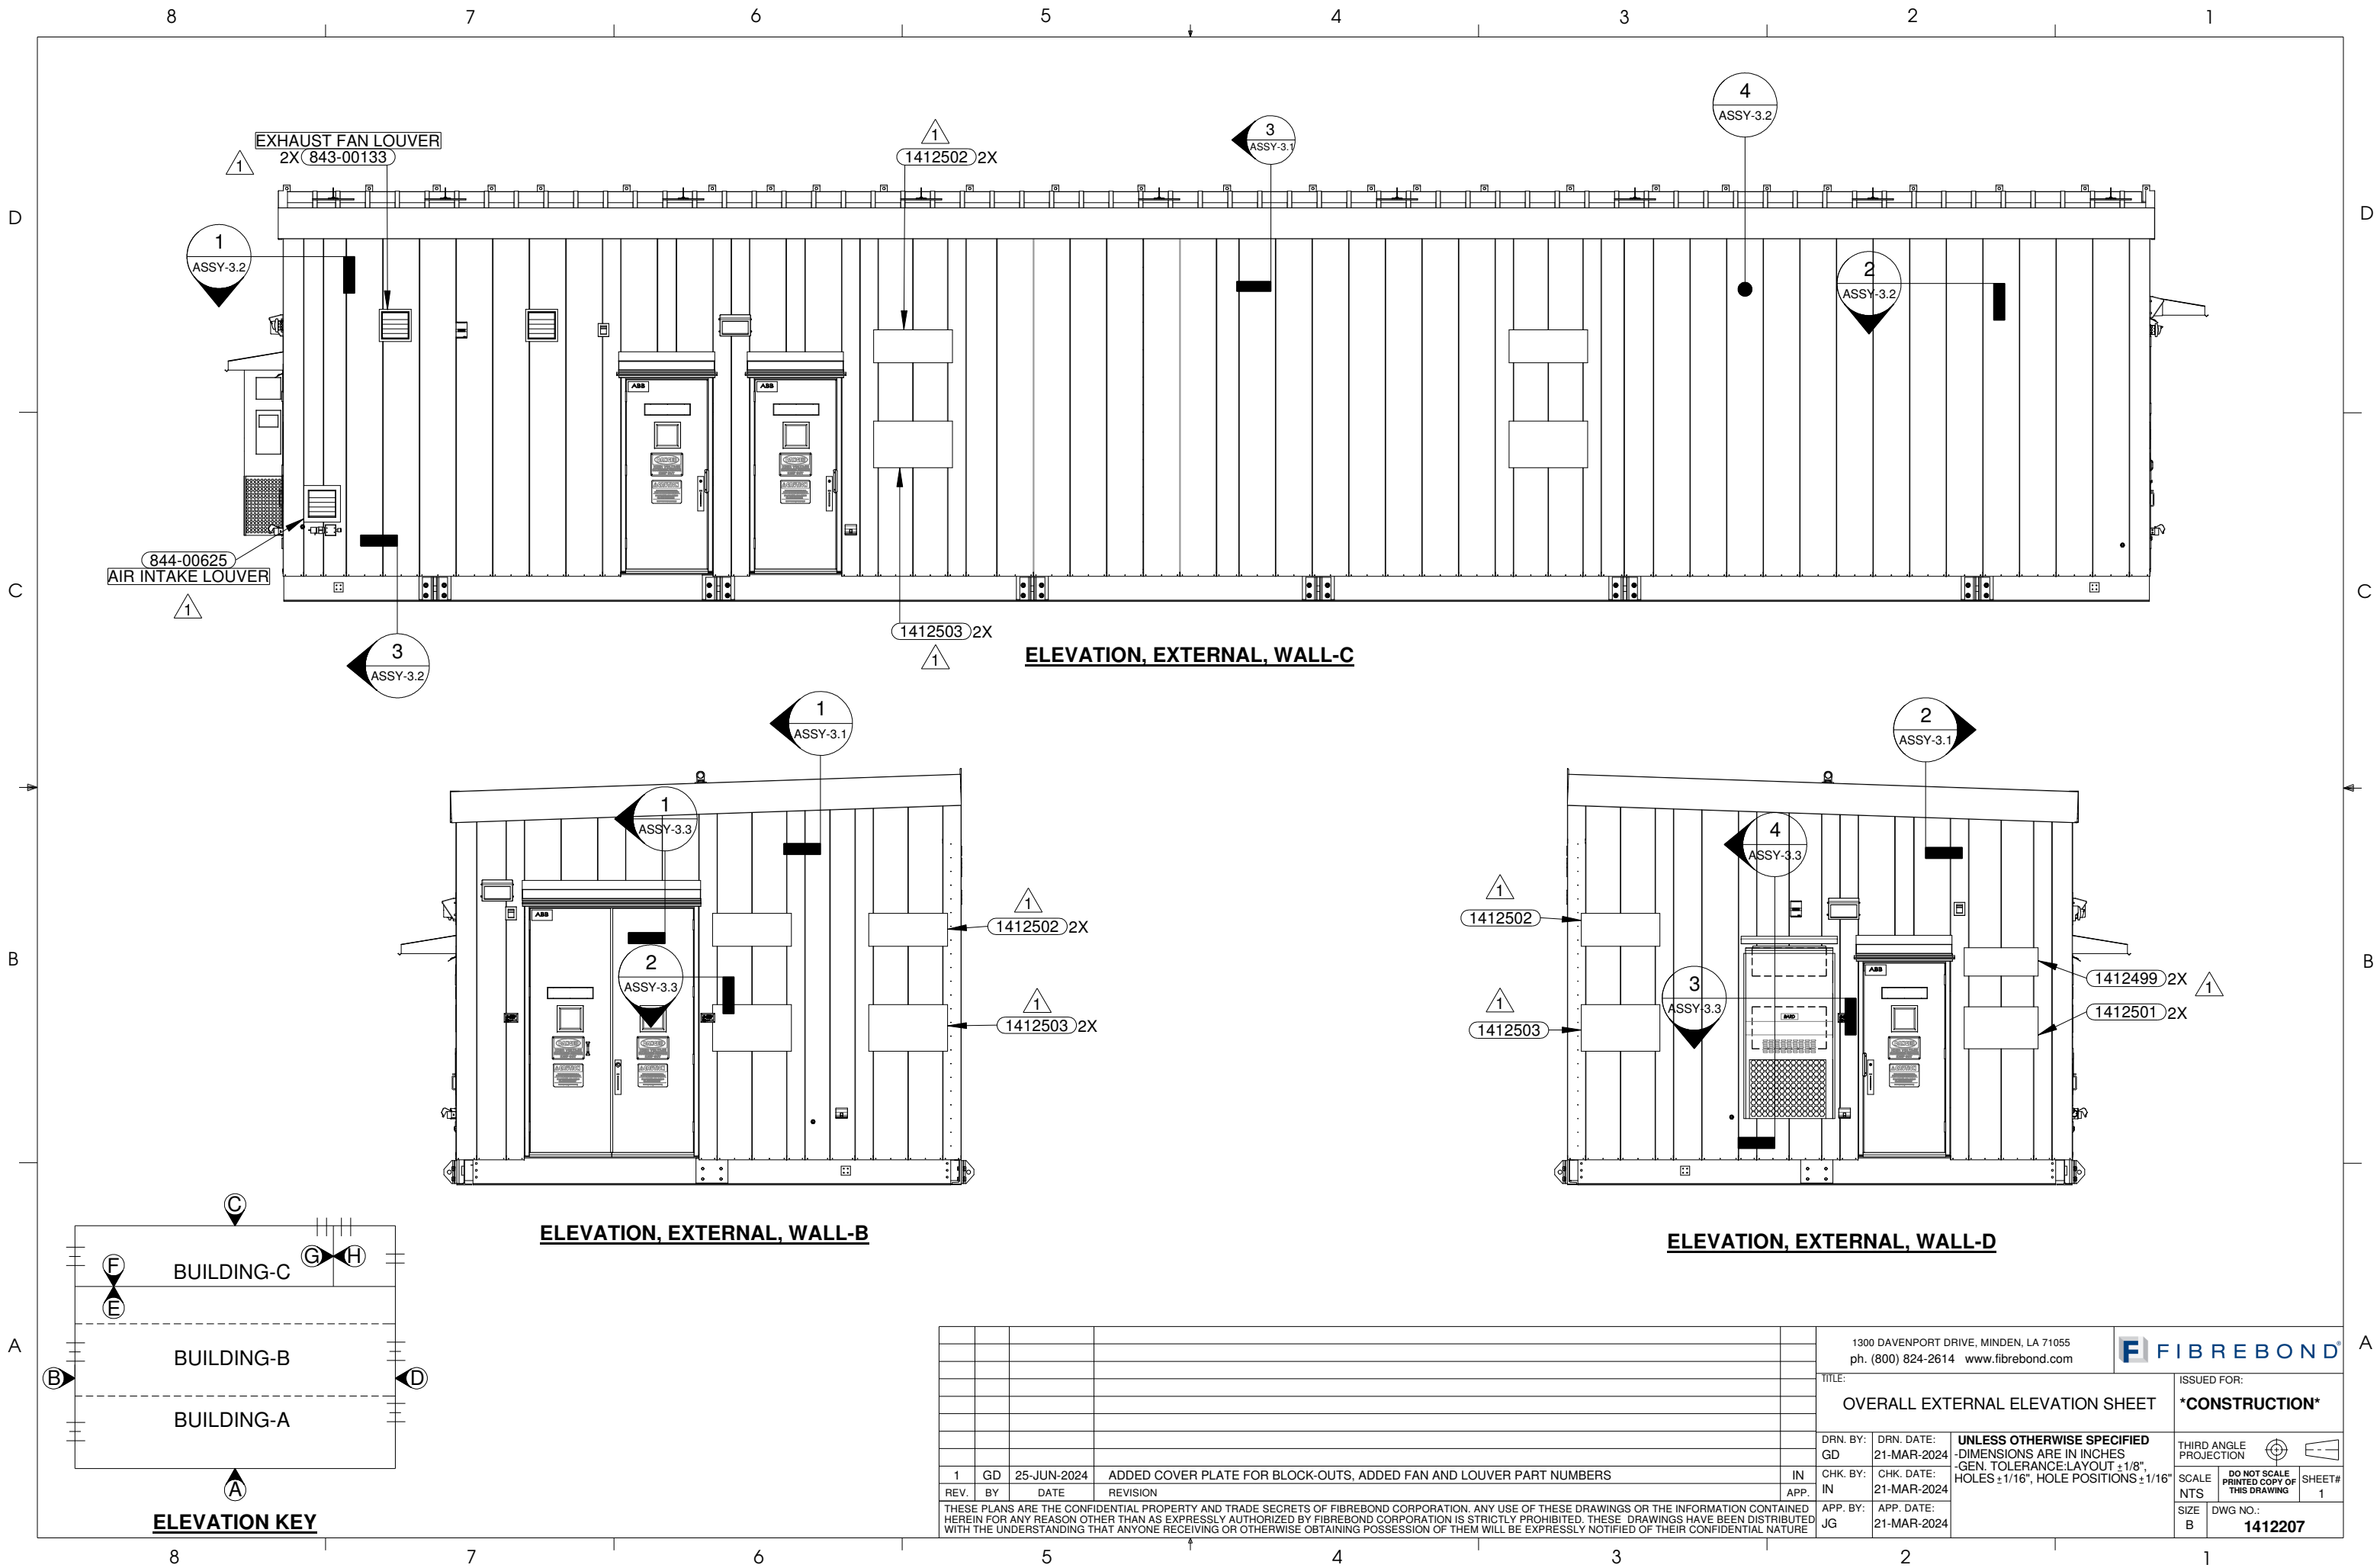 8 7 6 5 4 3 2 1
D
C
B
A
D
C
B
A
EXHAUST FAN LOUVER
2X 843-00133
1
1
1412502 2X
3
ASSY-3.1
4
ASSY-3.2
1
ASSY-3.2
2
ASSY-3.2
ABB
ABB
844-00625
AIR INTAKE LOUVER
1
3
ASSY-3.2
1412503 2X
1
ELEVATION, EXTERNAL, WALL-C
1
ASSY-3.1
1
ASSY-3.3
2
ASSY-3.3
ABB
1
1412502 2X
1
1412503 2X
ELEVATION, EXTERNAL, WALL-B
2
ASSY-3.1
4
ASSY-3.3
3
ASSY-3.3
1
1412502
1
1412503
ABB
1412499 2X
1
1412501 2X
ELEVATION, EXTERNAL, WALL-D
C
G H
F
E
BUILDING-C
BUILDING-B
B
D
BUILDING-A
A
ELEVATION KEY
1 GD 25-JUN-2024 ADDED COVER PLATE FOR BLOCK-OUTS, ADDED FAN AND LOUVER PART NUMBERS IN
REV. BY DATE REVISION APP.
THESE PLANS ARE THE CONFIDENTIAL PROPERTY AND TRADE SECRETS OF FIBREBOND CORPORATION. ANY USE OF THESE DRAWINGS OR THE INFORMATION CONTAINED
HEREIN FOR ANY REASON OTHER THAN AS EXPRESSLY AUTHORIZED BY FIBREBOND CORPORATION IS STRICTLY PROHIBITED. THESE DRAWINGS HAVE BEEN DISTRIBUTED
WITH THE UNDERSTANDING THAT ANYONE RECEIVING OR OTHERWISE OBTAINING POSSESSION OF THEM WILL BE EXPRESSLY NOTIFIED OF THEIR CONFIDENTIAL NATURE
1300 DAVENPORT DRIVE, MINDEN, LA 71055
ph. (800) 824-2614 www.fibrebond.com
F FIBREBOND®
TITLE:
OVERALL EXTERNAL ELEVATION SHEET
ISSUED FOR:
*CONSTRUCTION*
DRN. BY: DRN. DATE:
GD 21-MAR-2024
CHK. BY: CHK. DATE:
IN 21-MAR-2024
APP. BY: APP. DATE:
JG 21-MAR-2024
UNLESS OTHERWISE SPECIFIED
-DIMENSIONS ARE IN INCHES
-GEN. TOLERANCE:LAYOUT ±1/8",
HOLES±1/16", HOLE POSITIONS±1/16"
THIRD ANGLE
PROJECTION
SCALE
NTS
DO NOT SCALE
PRINTED COPY OF
THIS DRAWING
SHEET#
1
SIZE
B
DWG NO.:
1412207
8 7 6 5 4 3 2 1